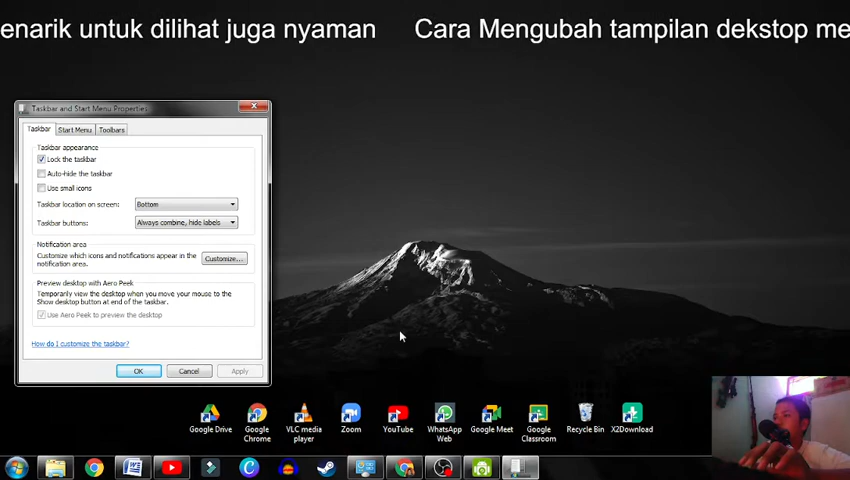 enarik untuk dilihat juga nyaman Cara Mengubah tampilan dekstop me
Taskbar and Start Menu Properties
Taskbar Start Menu Toolbars
Taskbar appearance
Lock the taskbar
Auto-hide the taskbar
Use small icons
Taskbar location on screen: Bottom
Taskbar buttons: Always combine, hide labels
Notification area
Customize which icons and notifications appear in the
notification area.
Customize...
Preview desktop with Aero Peek
Temporarily view the desktop when you move your mouse to the
Show desktop button at end of the taskbar.
Use Aero Peek to preview the desktop
How do I customize the taskbar?
OK Cancel Apply
Google Drive
Google
Chrome
VLC media
player
Zoom
YouTube
WhatsApp
Web
Google Meet
Google
Classroom
Recycle Bin
X2Download